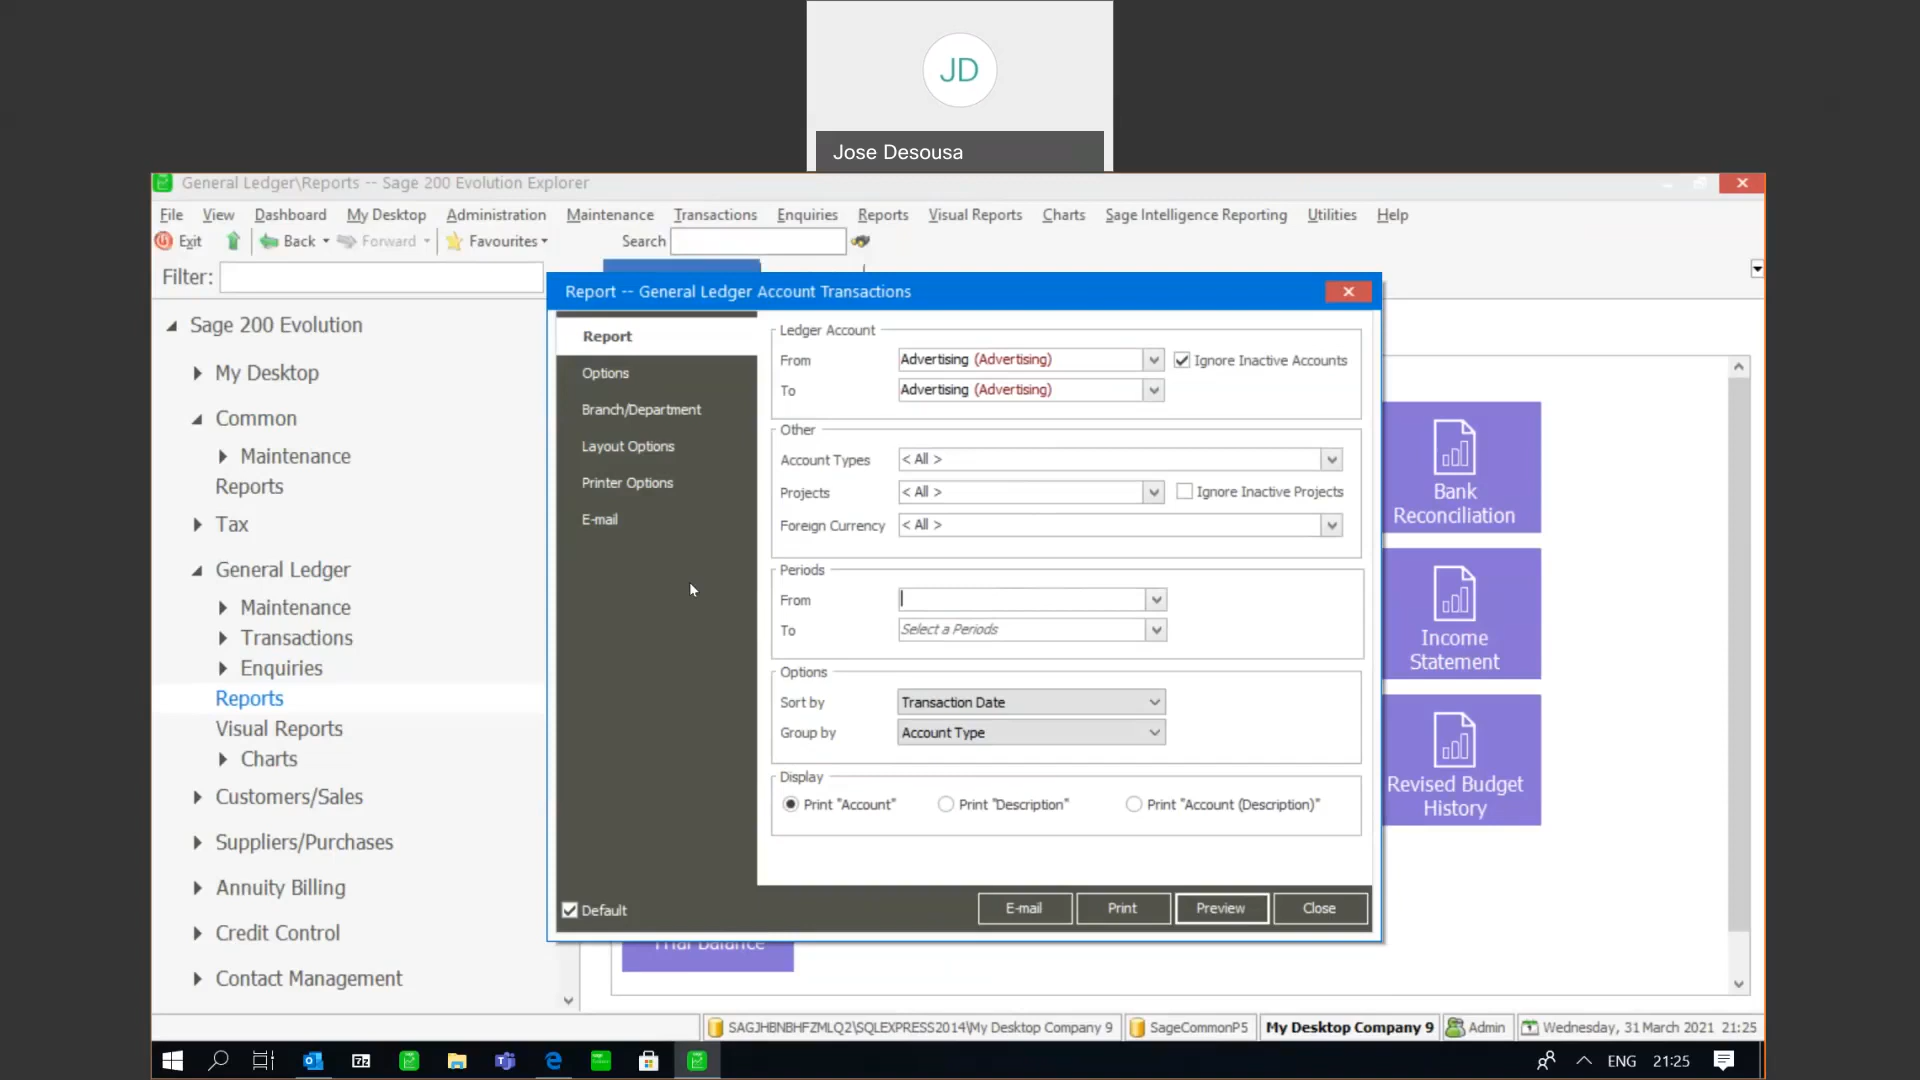 JD
Jose Desousa
General Ledger\Reports -- Sage 200 Evolution Explorer
File View Dashboard My Desktop Administration Maintenance Transactions Enquiries Reports Visual Reports Charts Sage Intelligence Reporting Utilities Help
Exit Back Forward Favourites Search
Filter:
Sage 200 Evolution
My Desktop
Common
Maintenance
Reports
Tax
General Ledger
Maintenance
Transactions
Enquiries
Reports
Visual Reports
Charts
Customers/Sales
Suppliers/Purchases
Annuity Billing
Credit Control
Contact Management
Report -- General Ledger Account Transactions
Report
Options
Branch/Department
Layout Options
Printer Options
E-mail
Default
Ledger Account
From Advertising (Advertising) Ignore Inactive Accounts
To Advertising (Advertising)
Other
Account Types < All >
Projects < All > Ignore Inactive Projects
Foreign Currency < All >
Periods
From
To Select a Periods
Options
Sort by Transaction Date
Group by Account Type
Display
Print "Account" Print "Description" Print "Account (Description)"
E-mail Print Preview Close
Bank
Reconciliation
Income
Statement
Revised Budget
History
Trial Balance
SAGJHBNBHFZMLQ2\SQLEXPRESS2014\My Desktop Company 9 SageCommonP5 My Desktop Company 9 Admin Wednesday, 31 March 2021 21:25
ENG 21:25